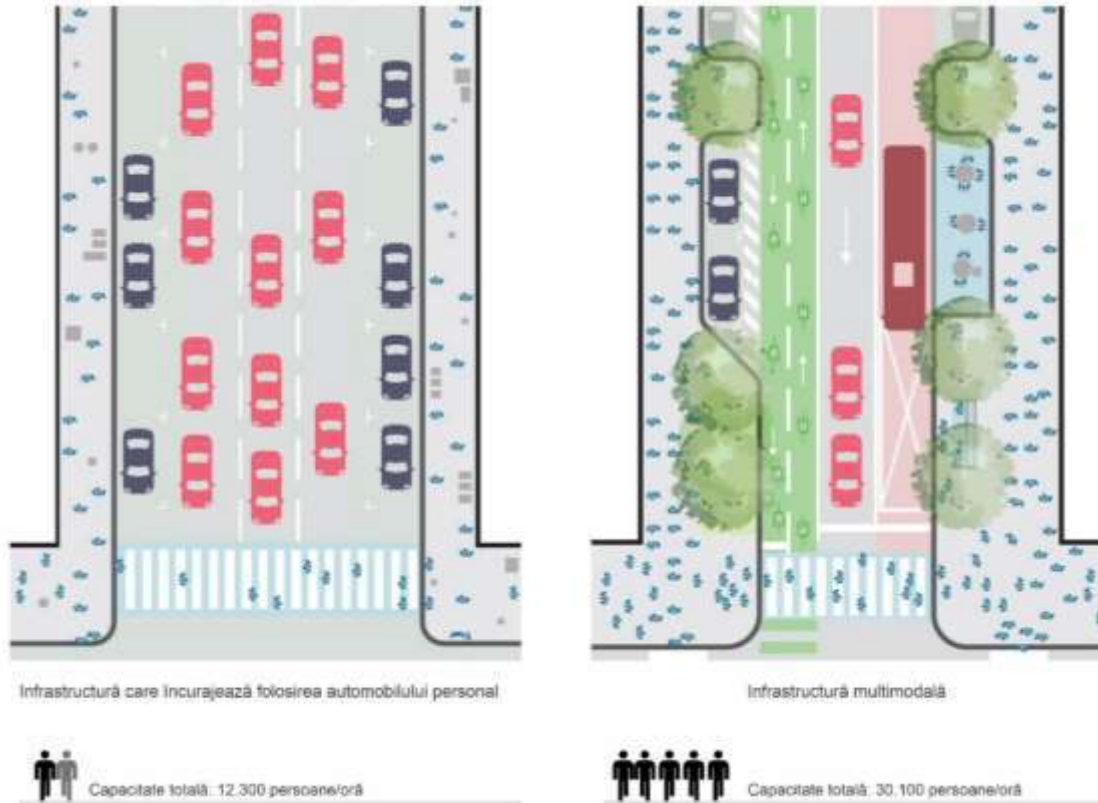 Infrastructură care încurajează folosirea automobilului personal
Infrastructură multimodală
Capacitate totală: 12.300 persoane/oră
Capacitate totală: 30.100 persoane/oră